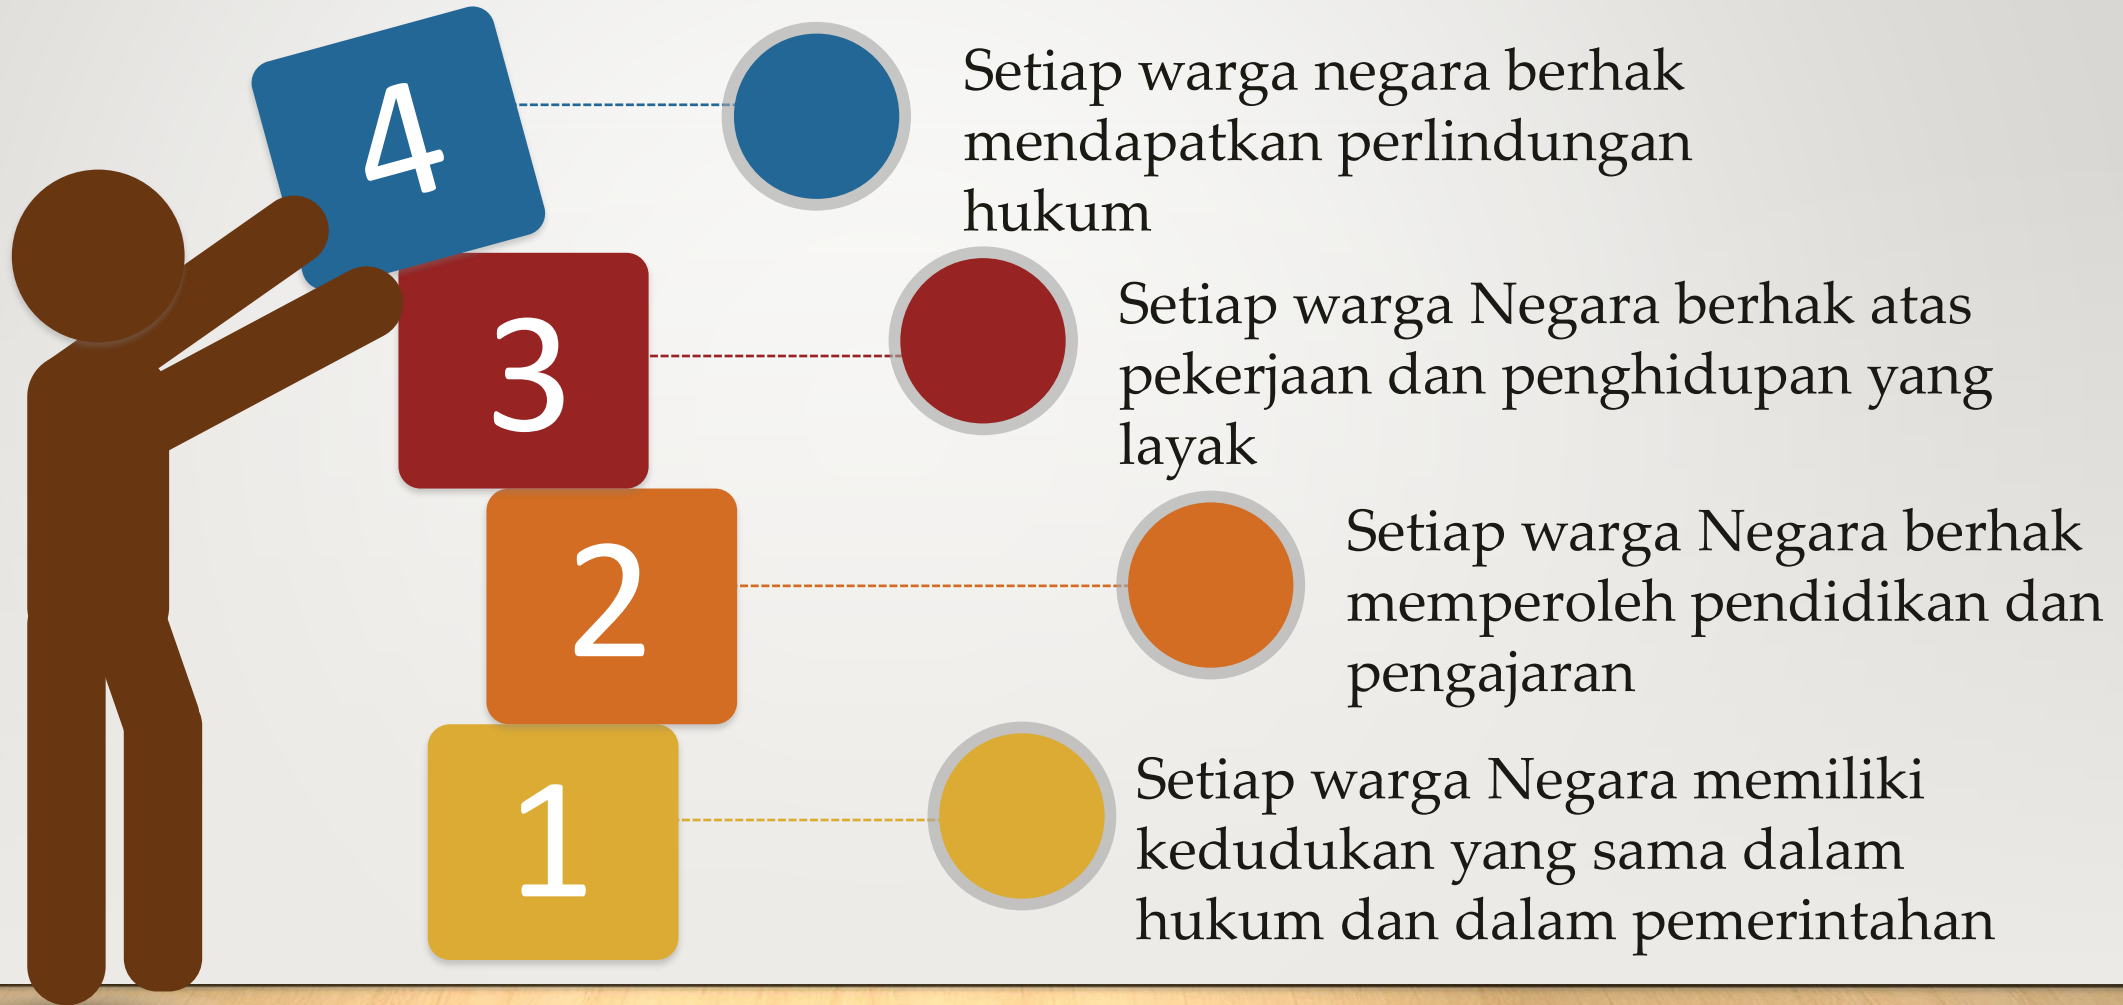 4
Setiap warga negara berhak
mendapatkan perlindungan
hukum
3
Setiap warga Negara berhak atas
pekerjaan dan penghidupan yang
layak
2
Setiap warga Negara berhak
memperoleh pendidikan dan
pengajaran
1
Setiap warga Negara memiliki
kedudukan yang sama dalam
hukum dan dalam pemerintahan